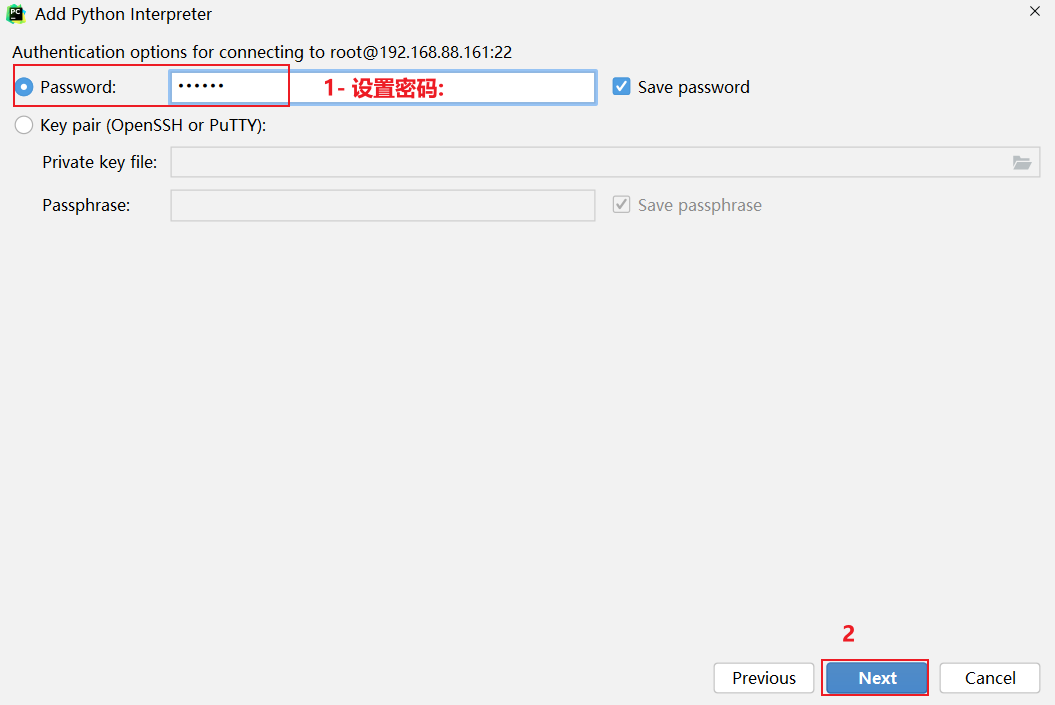 Add Python Interpreter
Authentication options for connecting to root@192.168.88.161:22
Password: •••••• 1- 设置密码: Save password
Key pair (OpenSSH or PuTTY):
Private key file:
Passphrase: Save passphrase
2
Previous Next Cancel